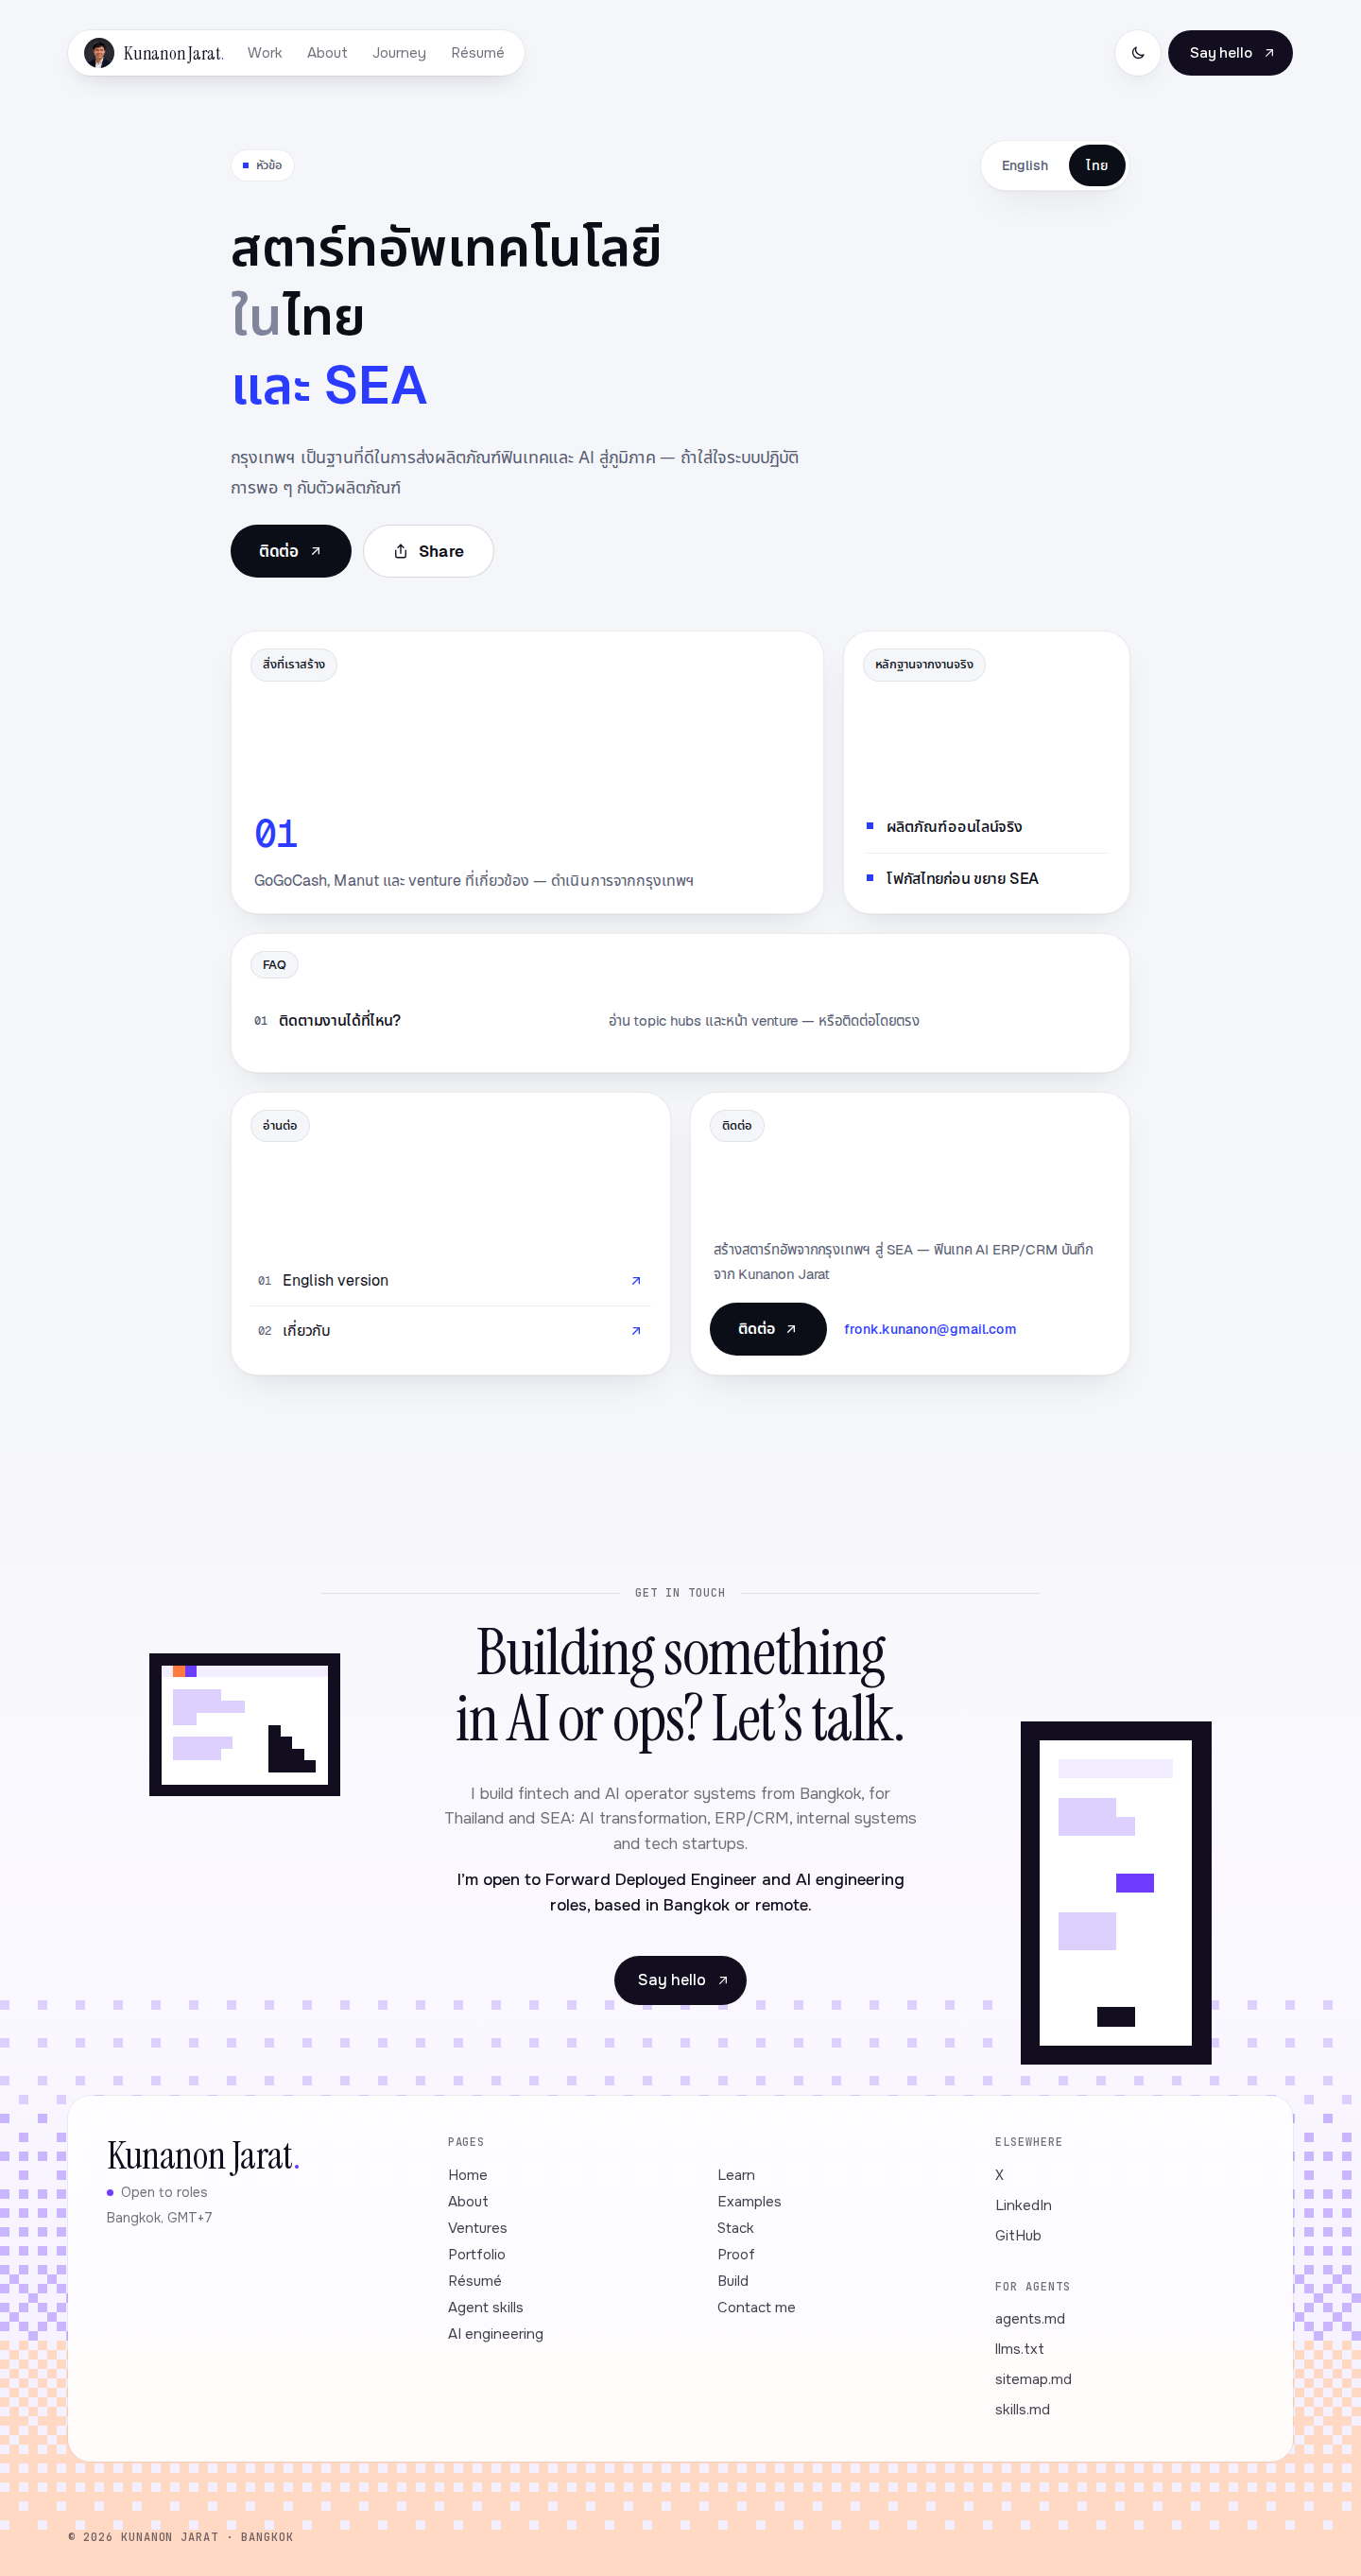 Kunanon Jarat.
Work
About
Journey
Résumé
Say hello
หัวข้อ
English
ไทย
สตาร์ทอัพเทคโนโลยี
ในไทย
และ SEA
กรุงเทพฯ เป็นฐานที่ดีในการส่งผลิตภัณฑ์ฟินเทคและ AI สู่ภูมิภาค — ถ้าใส่ใจระบบปฏิบัติ
การพอ ๆ กับตัวผลิตภัณฑ์
ติดต่อ
Share
สิ่งที่เราสร้าง
01
GoGoCash, Manut และ venture ที่เกี่ยวข้อง — ดำเนินการจากกรุงเทพฯ
หลักฐานจากงานจริง
ผลิตภัณฑ์ออนไลน์จริง
โฟกัสไทยก่อน ขยาย SEA
FAQ
01 ติดตามงานได้ที่ไหน?
อ่าน topic hubs และหน้า venture — หรือติดต่อโดยตรง
อ่านต่อ
01 English version
02 เกี่ยวกับ
ติดต่อ
สร้างสตาร์ทอัพจากกรุงเทพฯ สู่ SEA — ฟินเทค AI ERP/CRM บันทึก
จาก Kunanon Jarat
ติดต่อ
fronk.kunanon@gmail.com
GET IN TOUCH
Building something
in AI or ops? Let’s talk.
I build fintech and AI operator systems from Bangkok, for
Thailand and SEA: AI transformation, ERP/CRM, internal systems
and tech startups.
I’m open to Forward Deployed Engineer and AI engineering
roles, based in Bangkok or remote.
Say hello
Kunanon Jarat.
Open to roles
Bangkok, GMT+7
PAGES
Home
About
Ventures
Portfolio
Résumé
Agent skills
AI engineering
Learn
Examples
Stack
Proof
Build
Contact me
ELSEWHERE
X
LinkedIn
GitHub
FOR AGENTS
agents.md
llms.txt
sitemap.md
skills.md
© 2026 KUNANON JARAT · BANGKOK